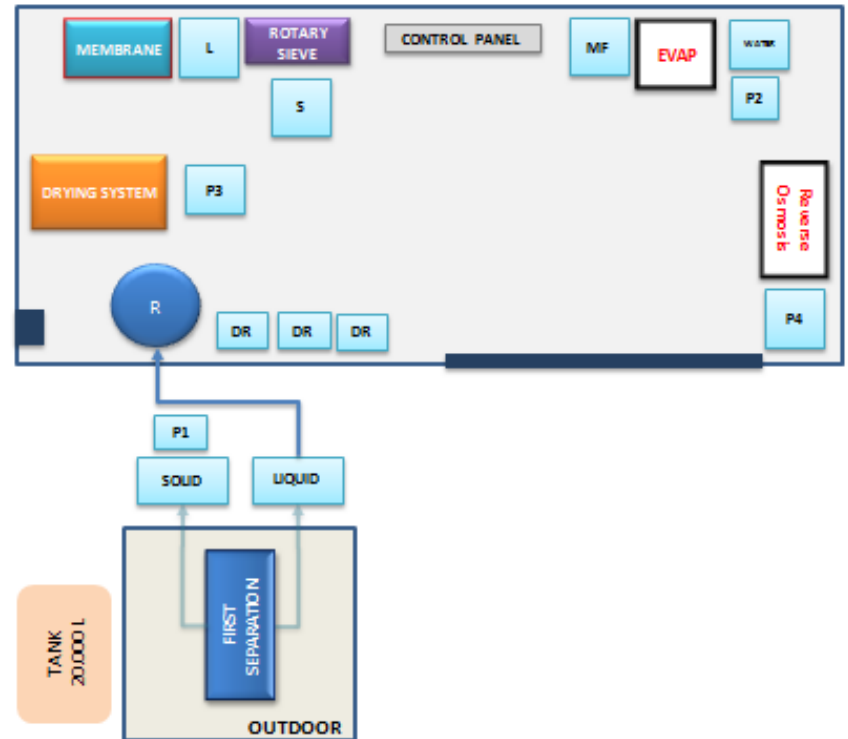 MEMBRANE
L
ROTARY
SIEVE
CONTROL PANEL
MF
EVAP
WATER
S
P2
DRYING SYSTEM
P3
Reverse
Osmosis
R
DR
DR
DR
P4
P1
SOLID
LIQUID
FIRST
SEPARATION
TANK
20.000 L
OUTDOOR